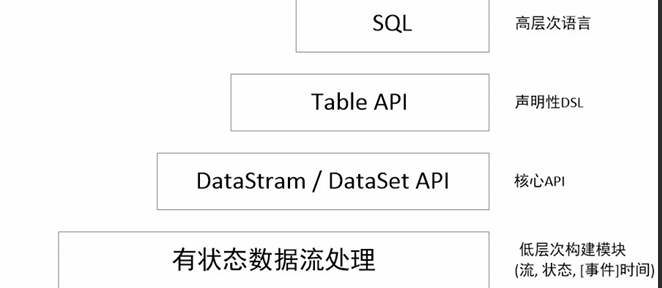 SQL
高层次语言
Table API
声明性DSL
DataStram / DataSet API
核心API
有状态数据流处理
低层次构建模块
(流, 状态, [事件]时间)